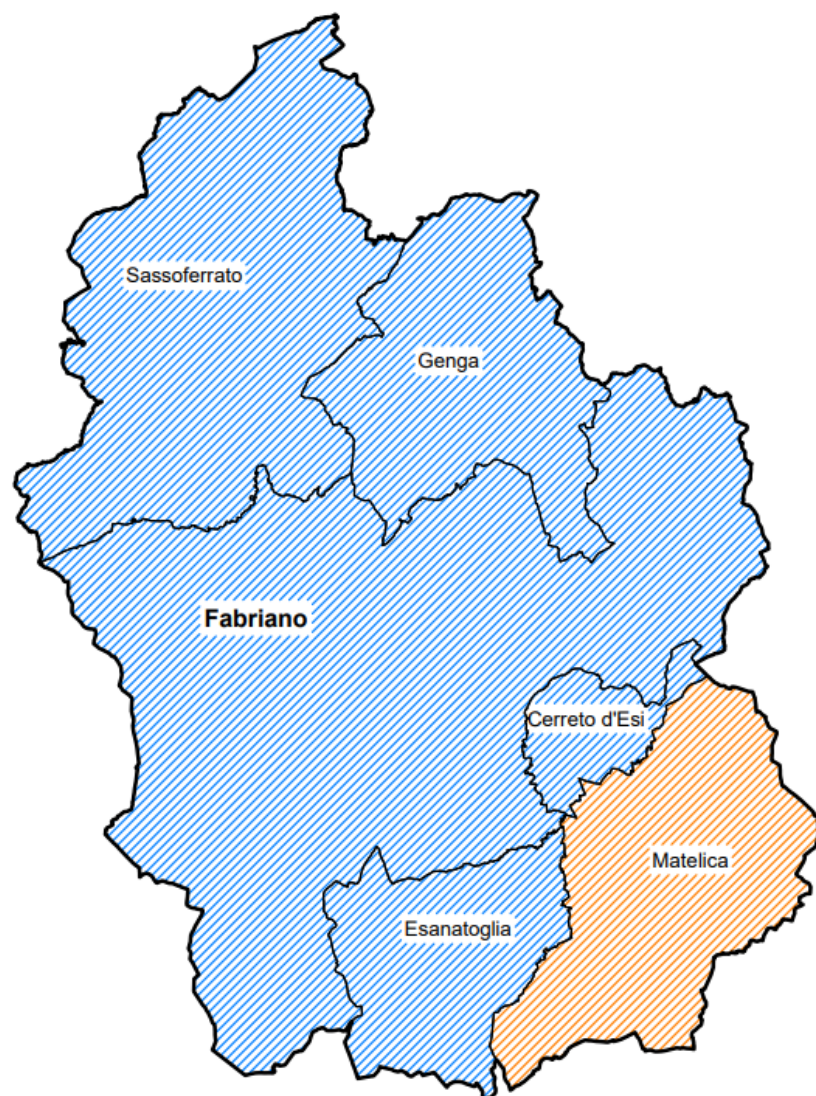 Sassoferrato
Genga
Fabriano
Cerreto d'Esi
Matelica
Esanatoglia